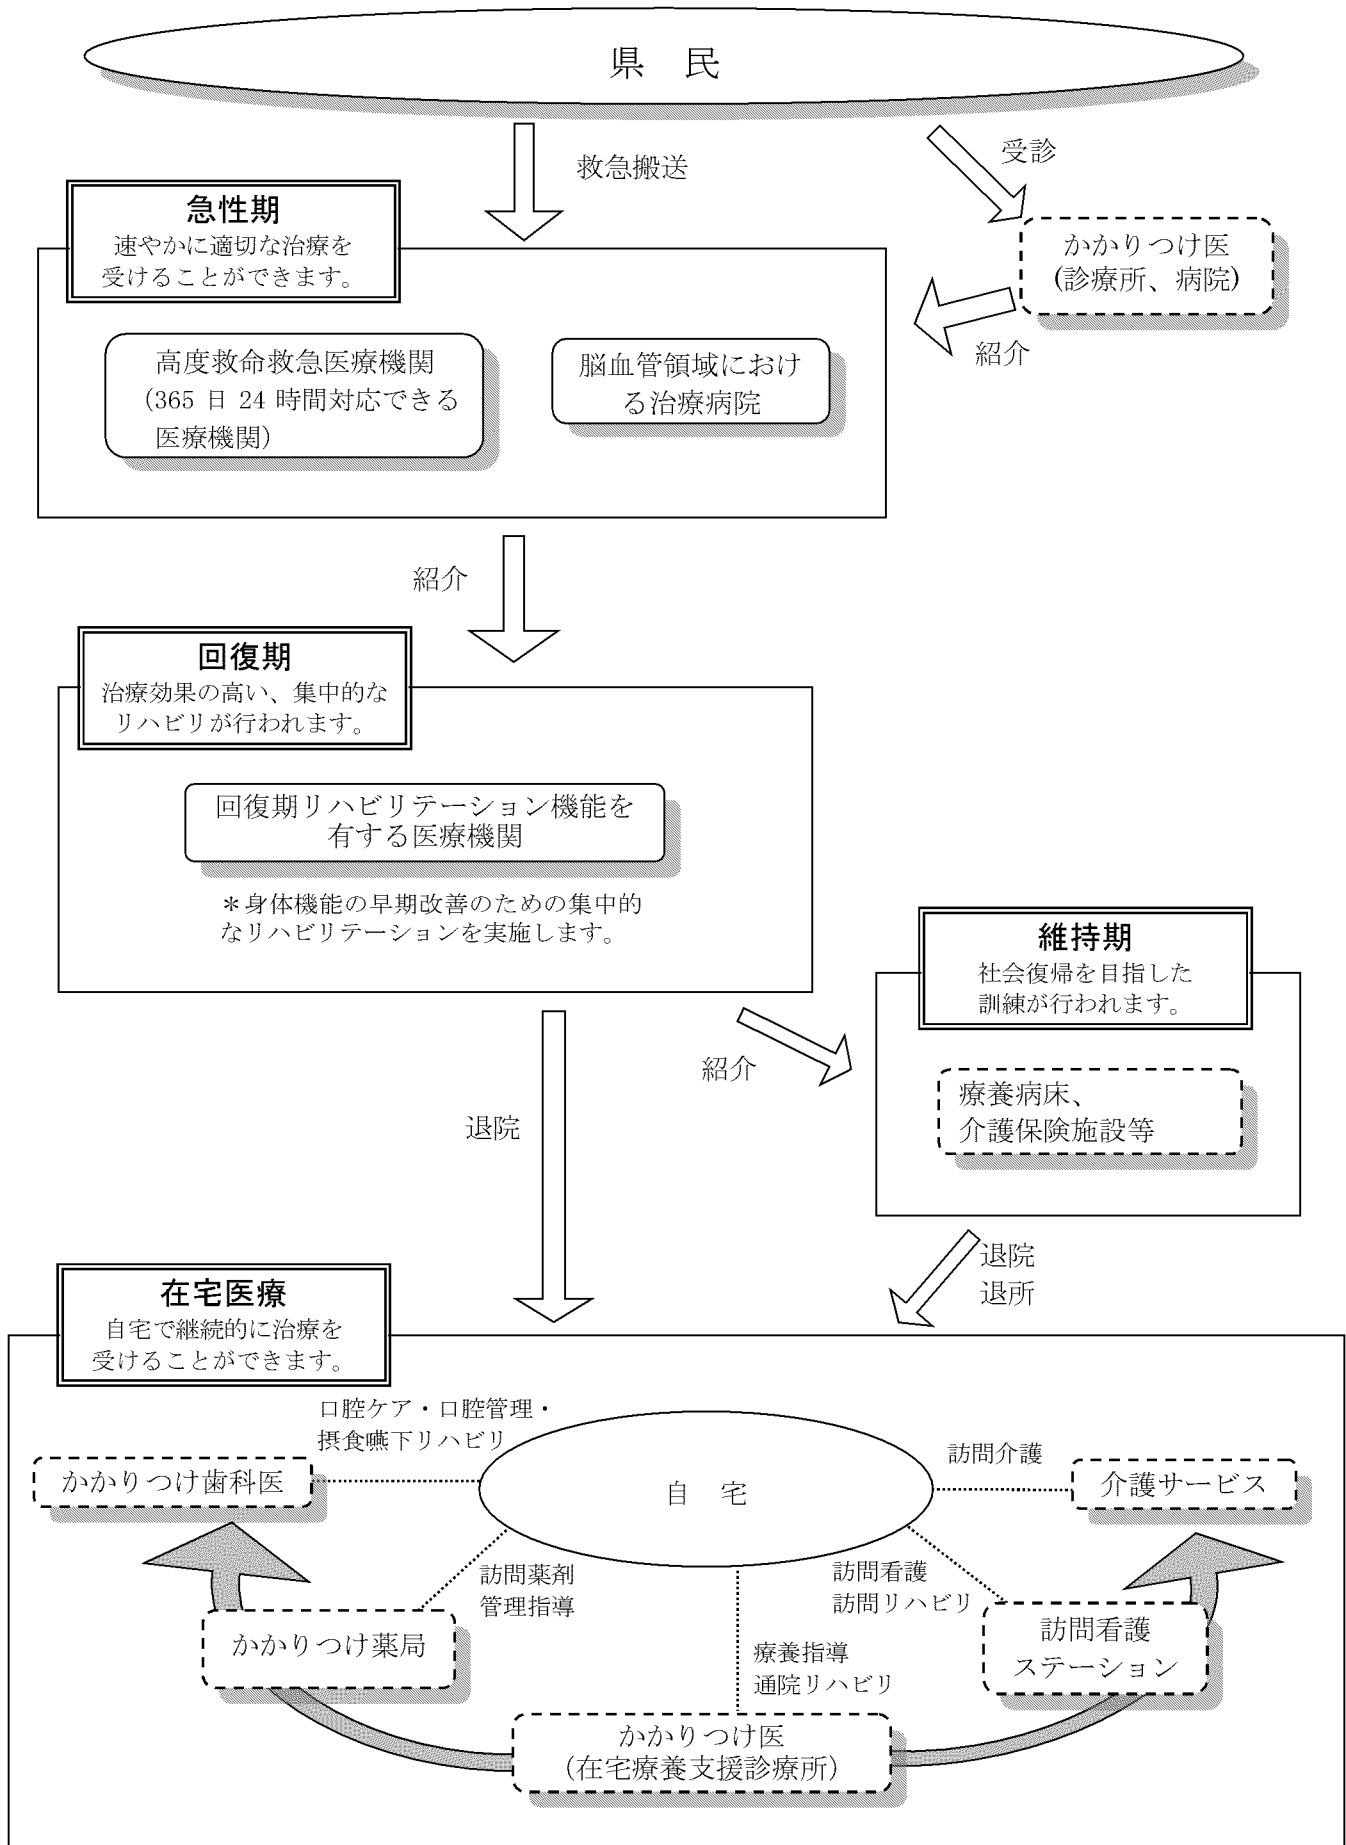 県　民
救急搬送
受診
急性期
速やかに適切な治療を
受けることができます。
かかりつけ医
(診療所、病院)
紹介
高度救命救急医療機関
（365 日 24 時間対応できる
医療機関）
脳血管領域におけ
る治療病院
紹介
回復期
治療効果の高い、集中的な
リハビリが行われます。
回復期リハビリテーション機能を
有する医療機関
＊身体機能の早期改善のための集中的
なリハビリテーションを実施します。
維持期
社会復帰を目指した
訓練が行われます。
紹介
療養病床、
介護保険施設等
退院
退院
退所
在宅医療
自宅で継続的に治療を
受けることができます。
口腔ケア・口腔管理・
摂食嚥下リハビリ
かかりつけ歯科医
自　宅
訪問介護
介護サービス
訪問薬剤
管理指導
訪問看護
訪問リハビリ
かかりつけ薬局
療養指導
通院リハビリ
訪問看護
ステーション
かかりつけ医
（在宅療養支援診療所）